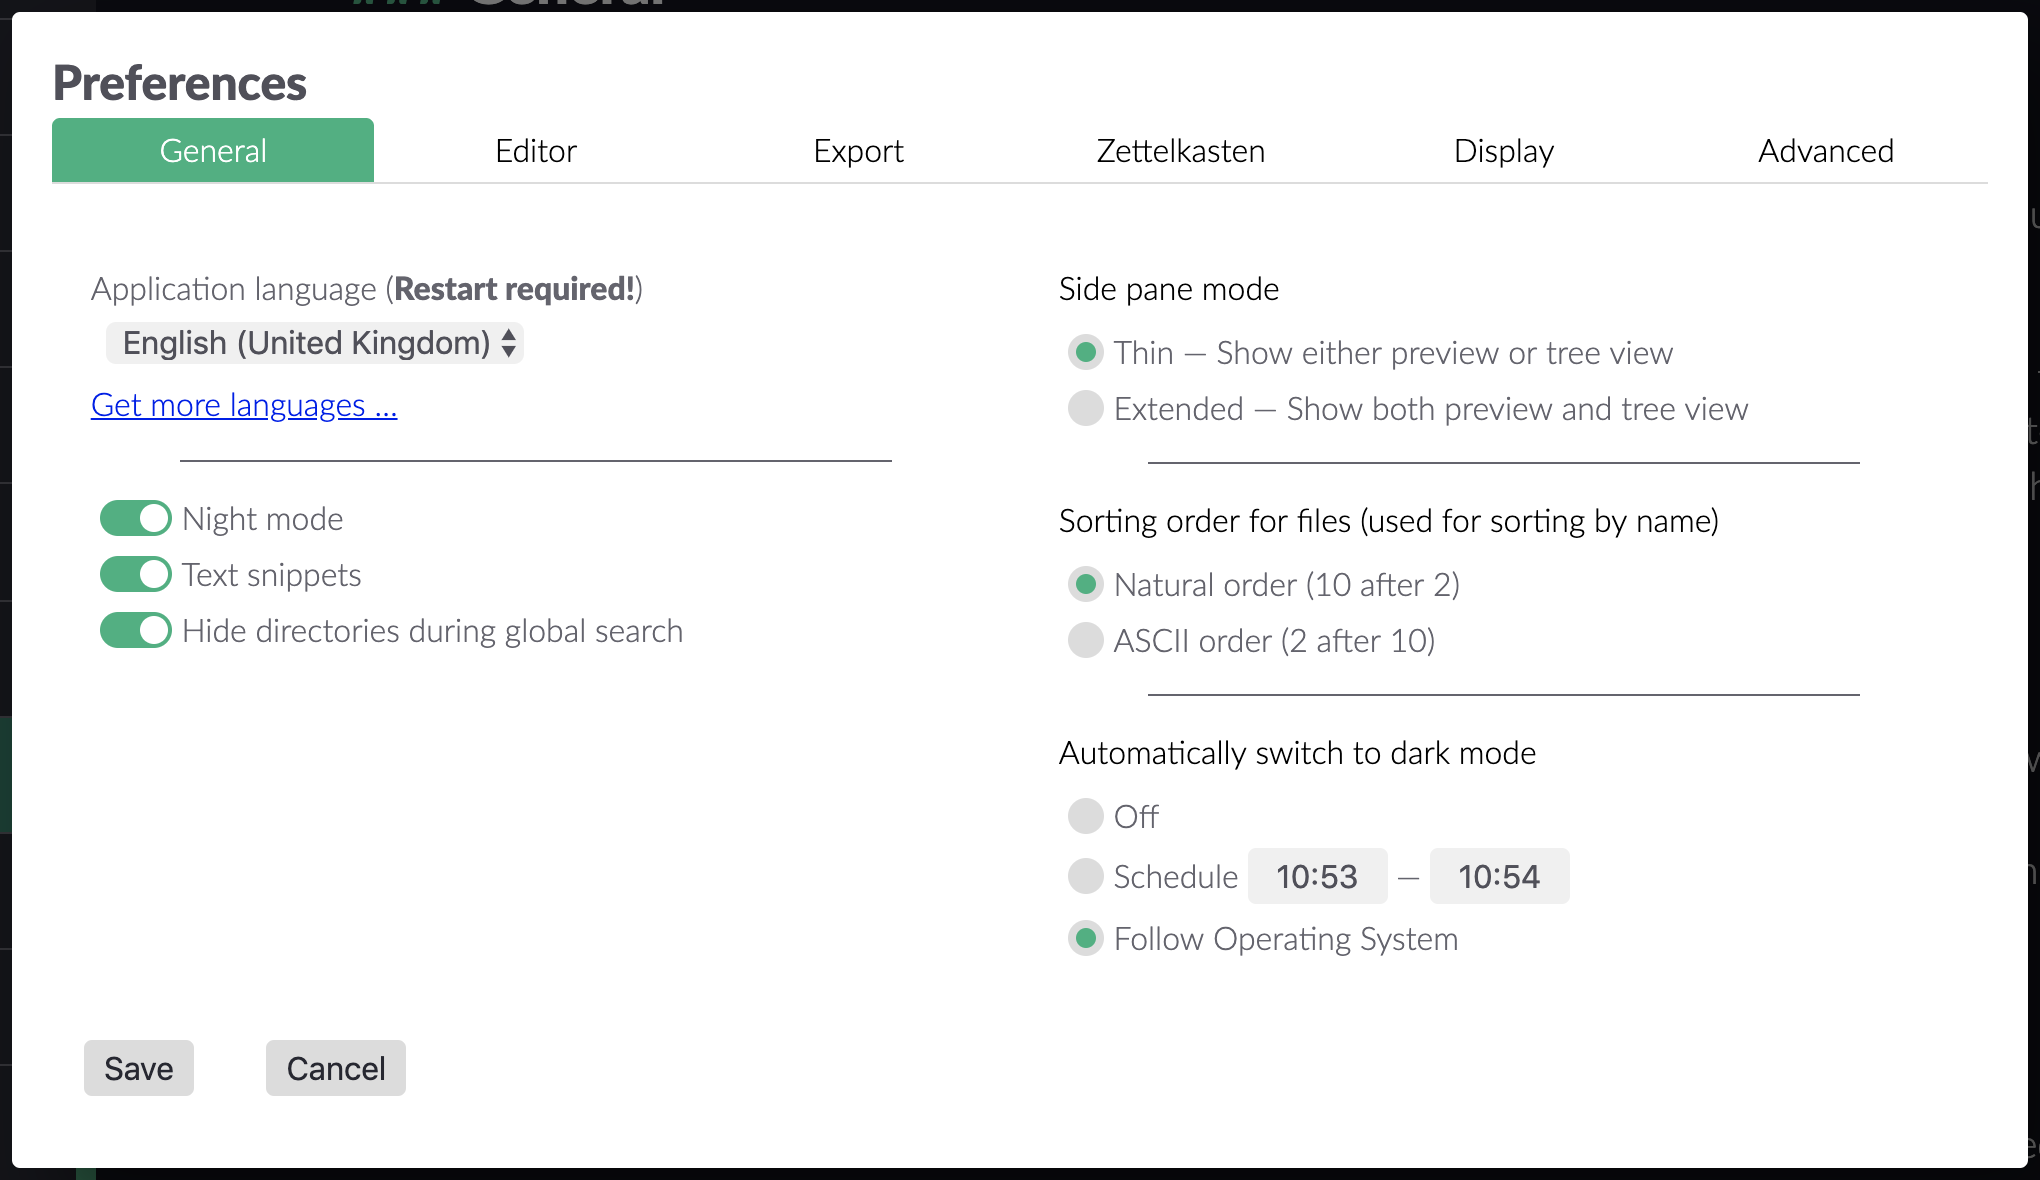 Preferences
General Editor Export Zettelkasten Display Advanced
Application language (Restart required!)
English (United Kingdom)
Get more languages ...
Night mode
Text snippets
Hide directories during global search
Side pane mode
Thin — Show either preview or tree view
Extended — Show both preview and tree view
Sorting order for files (used for sorting by name)
Natural order (10 after 2)
ASCII order (2 after 10)
Automatically switch to dark mode
Off
Schedule 10:53 — 10:54
Follow Operating System
Save Cancel